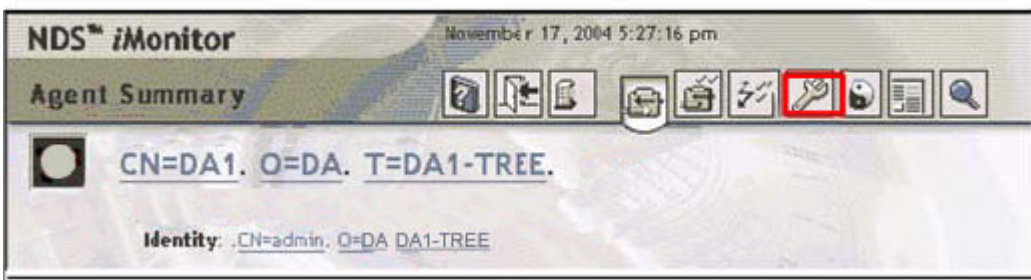 NDS™ iMonitor
November 17, 2004 5:27:16 pm
Agent Summary
CN=DA1. O=DA. T=DA1-TREE.
Identity: .CN=admin. O=DA DA1-TREE